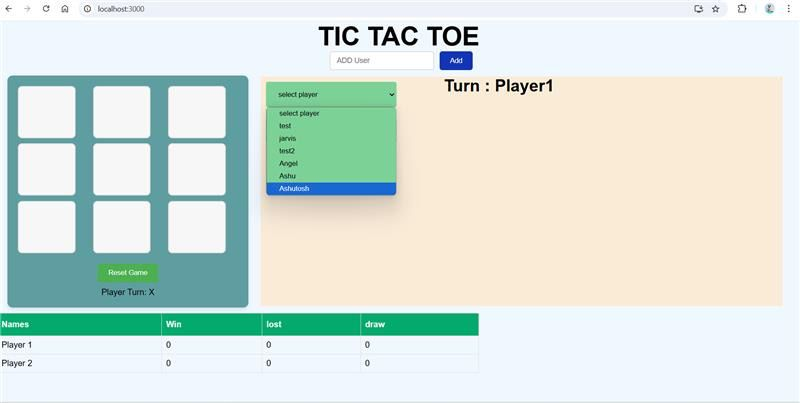 localhost:3000
TIC TAC TOE
ADD User
Add
select player
Turn : Player1
select player
test
jarvis
test2
Angel
Ashu
Ashutosh
Reset Game
Player Turn: X
Names Win lost draw
Player 1 0 0 0
Player 2 0 0 0